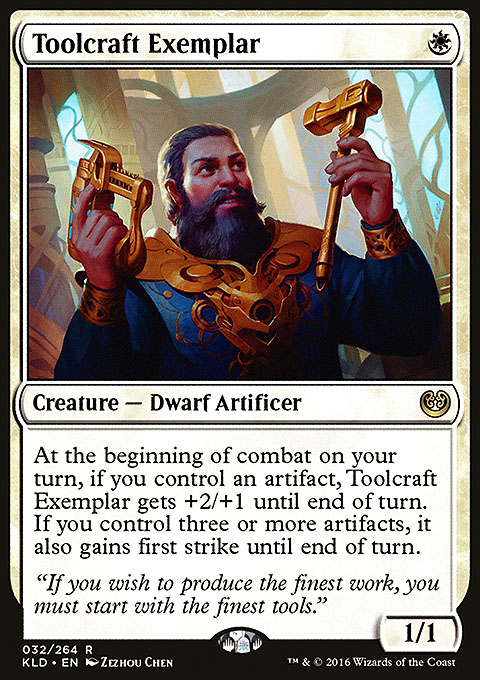 Toolcraft Exemplar
Creature — Dwarf Artificer
At the beginning of combat on your
turn, if you control an artifact, Toolcraft
Exemplar gets +2/+1 until end of turn.
If you control three or more artifacts, it
also gains first strike until end of turn.
“If you wish to produce the finest work, you
must start with the finest tools.”
1/1
032/264 R
KLD • EN Zezhou Chen
™ & © 2016 Wizards of the Coast